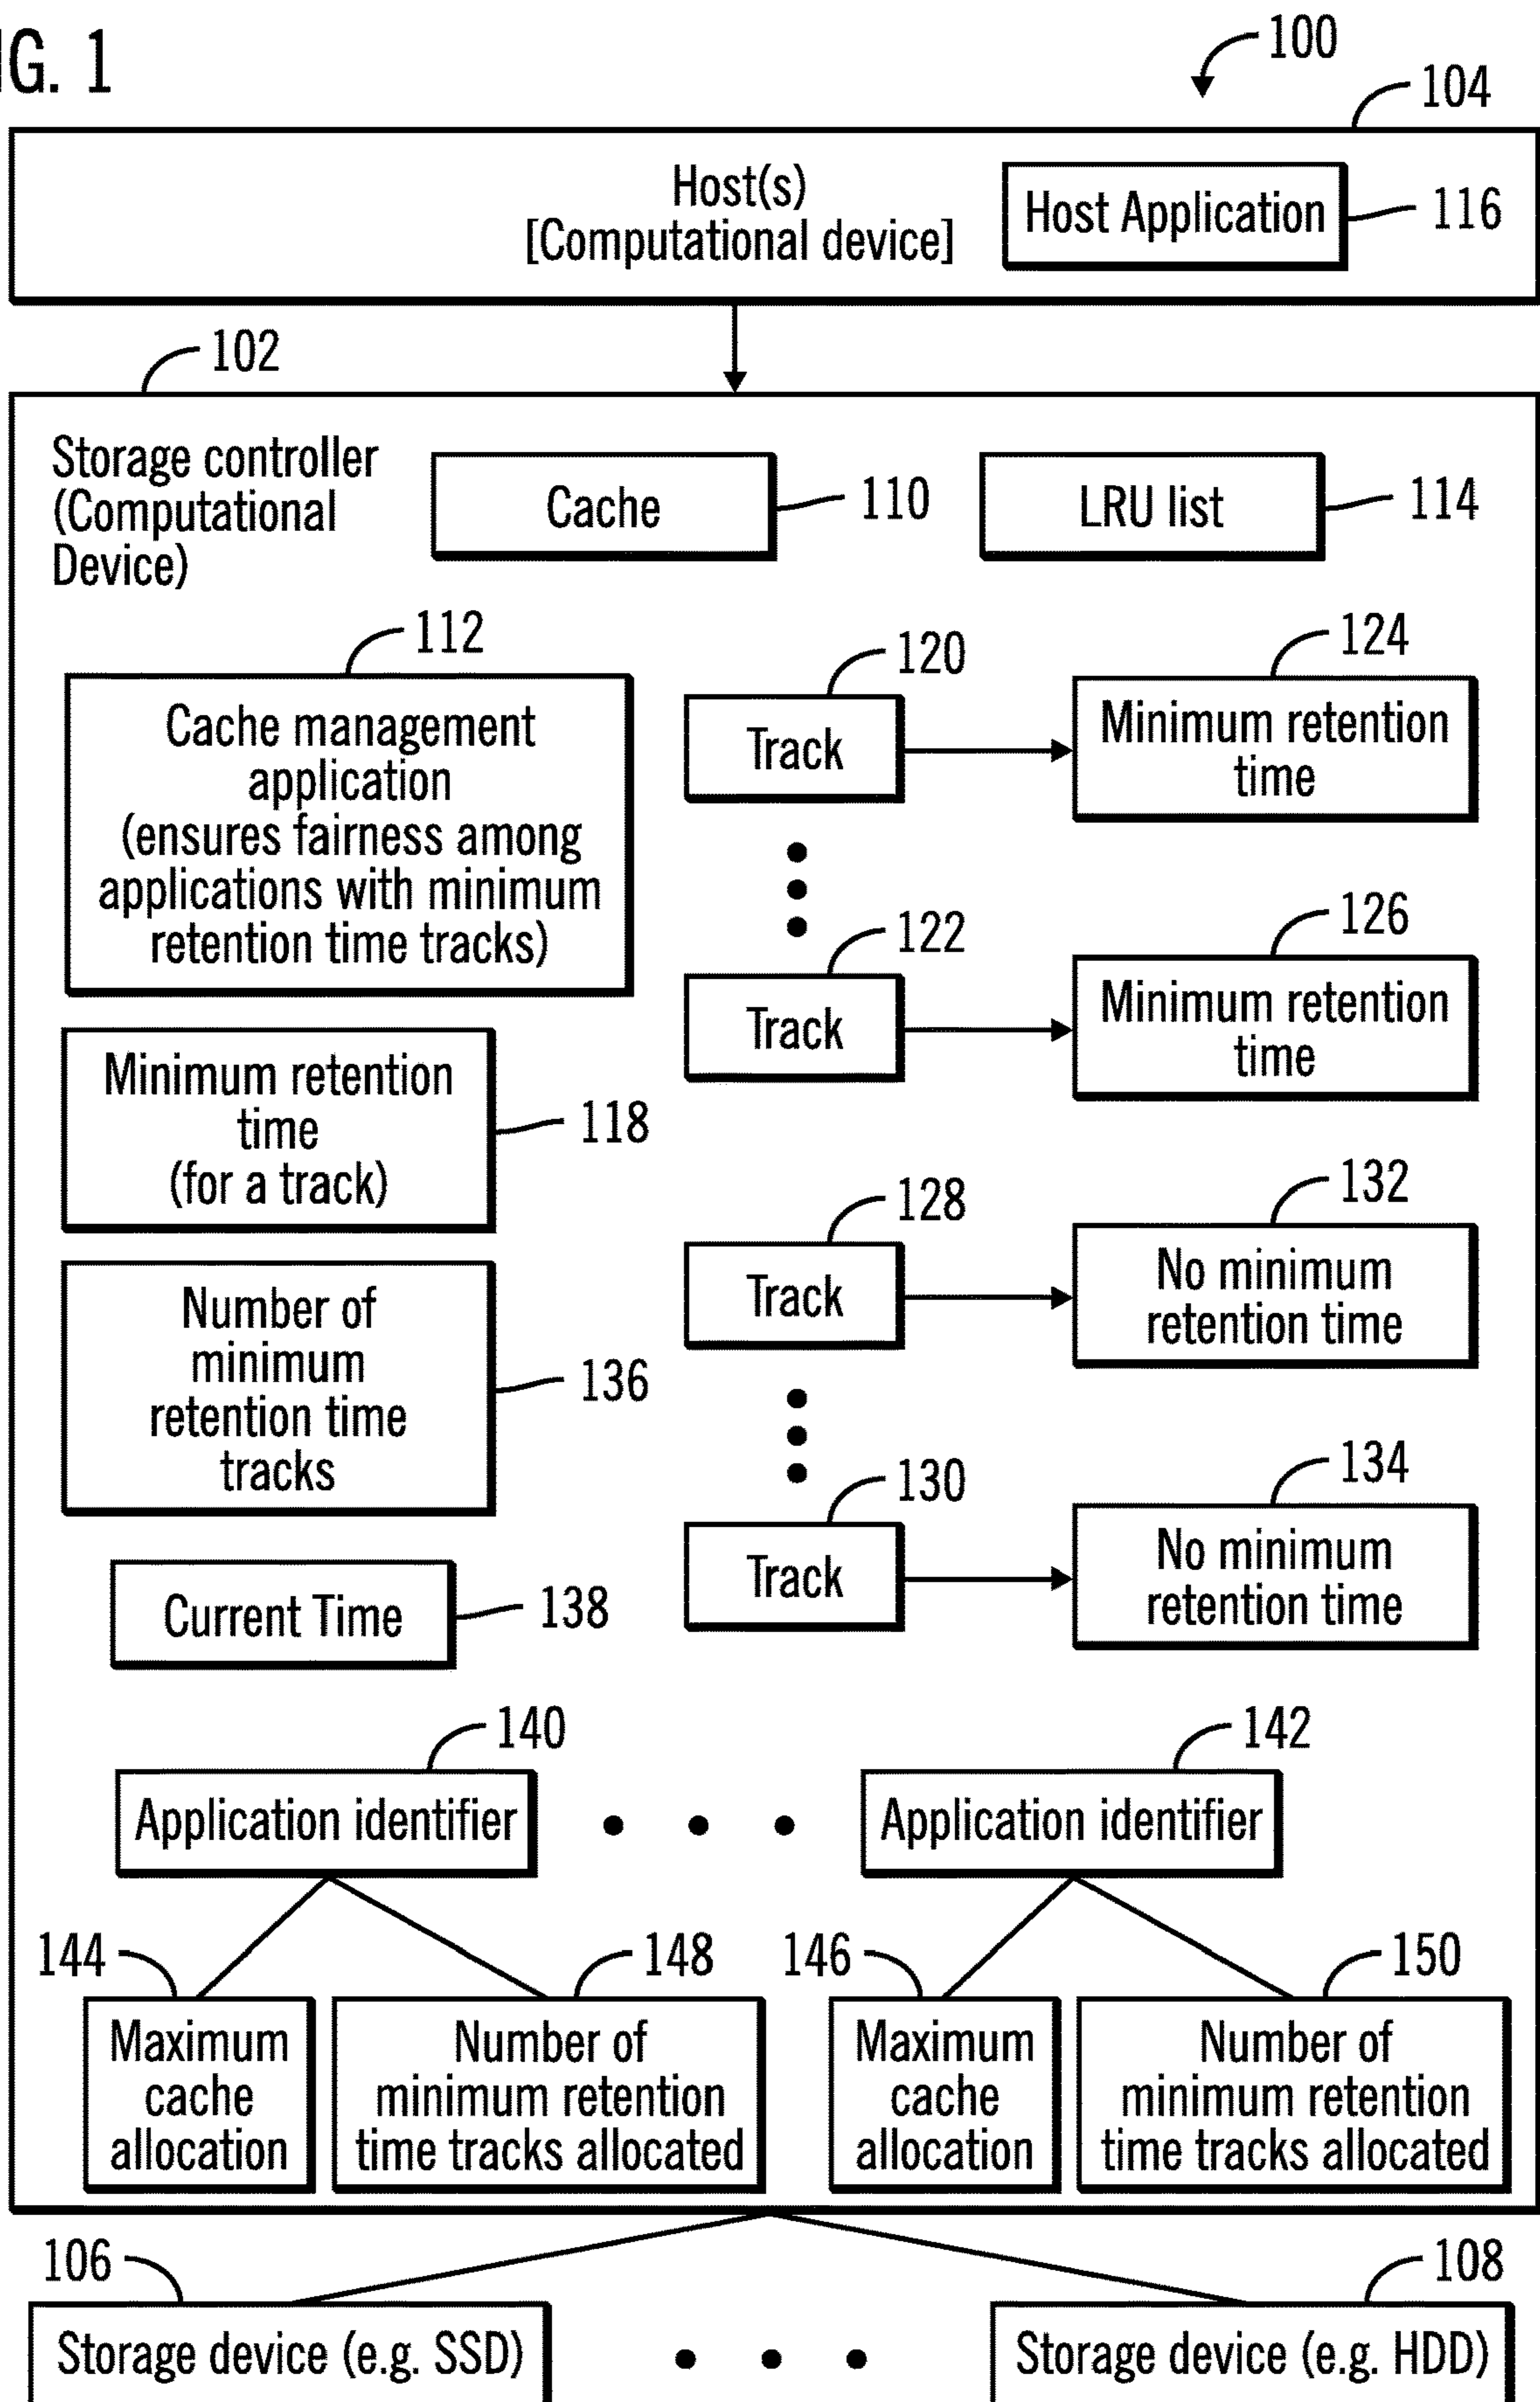 IG. 1
100
104
Host(s)
[Computational device]
Host Application
116
102
Storage controller
(Computational
Device)
Cache
110
LRU list
114
112
Cache management
application
(ensures fairness among
applications with minimum
retention time tracks)
120
Track
124
Minimum retention
time
122
Track
126
Minimum retention
time
Minimum retention
time
(for a track)
118
128
Track
132
No minimum
retention time
Number of
minimum
retention time
tracks
136
130
Track
134
No minimum
retention time
Current Time
138
140
Application identifier
142
Application identifier
144
Maximum
cache
allocation
148
Number of
minimum retention
time tracks allocated
146
Maximum
cache
allocation
150
Number of
minimum retention
time tracks allocated
106
Storage device (e.g. SSD)
108
Storage device (e.g. HDD)